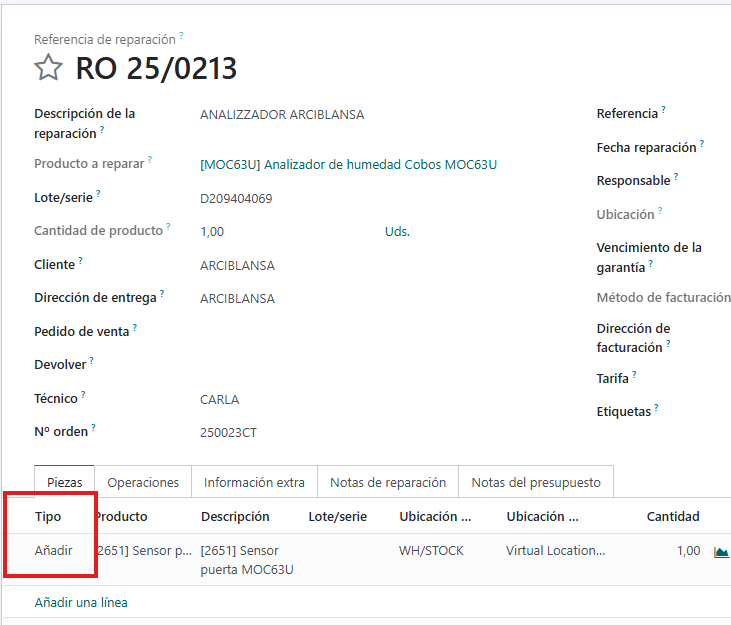 Referencia de reparación ?
RO 25/0213
Descripción de la reparación ? ANALIZZADOR ARCIBLANSA
Referencia ?
Fecha reparación ?
Producto a reparar ? [MOC63U] Analizador de humedad Cobos MOC63U
Responsable ?
Lote/serie ? D209404069
Ubicación ?
Cantidad de producto ? 1,00 Uds.
Vencimiento de la garantía ?
Cliente ? ARCIBLANSA
Dirección de entrega ? ARCIBLANSA
Método de facturación
Pedido de venta ?
Dirección de facturación ?
Devolver ?
Tarifa ?
Técnico ? CARLA
Etiquetas ?
Nº orden ? 250023CT
Piezas Operaciones Información extra Notas de reparación Notas del presupuesto
Tipo Producto Descripción Lote/serie Ubicación ... Ubicación ... Cantidad
Añadir 2651] Sensor p... [2651] Sensor puerta MOC63U WH/STOCK Virtual Location... 1,00
Añadir una línea